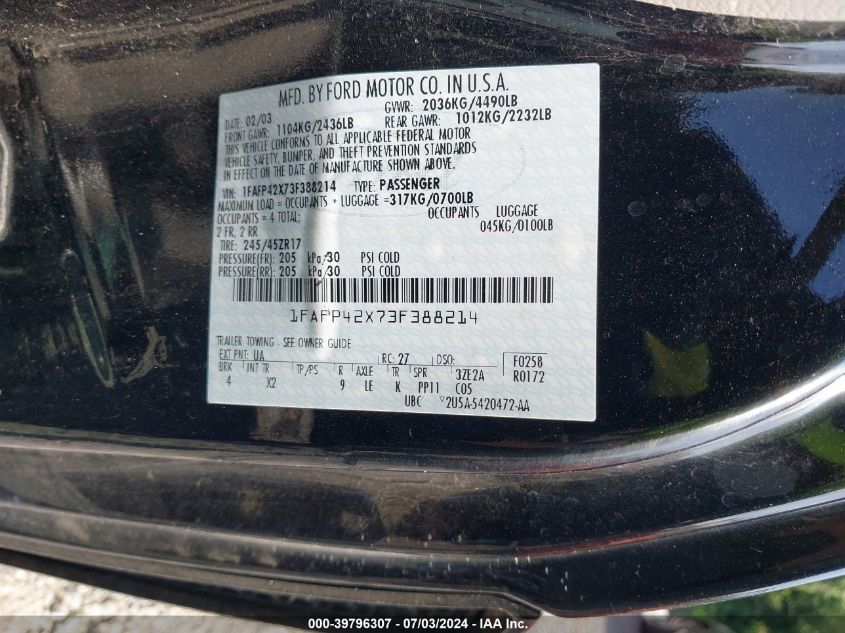 MFD. BY FORD MOTOR CO. IN U.S.A.
DATE: 02/03 GVWR: 2036KG/4490LB
FRONT GAWR: 1104KG/2436LB REAR GAWR: 1012KG/2232LB
THIS VEHICLE CONFORMS TO ALL APPLICABLE FEDERAL MOTOR
VEHICLE SAFETY, BUMPER, AND THEFT PREVENTION STANDARDS
IN EFFECT ON THE DATE OF MANUFACTURE SHOWN ABOVE.
VIN: 1FAFP42X73F388214 TYPE: PASSENGER
MAXIMUM LOAD = OCCUPANTS + LUGGAGE =317KG/0700LB
OCCUPANTS = 4 TOTAL: OCCUPANTS LUGGAGE
2 FR, 2 RR 045KG/0100LB
TIRE: 245/45ZR17
PRESSURE(FR): 205 kPa/30 PSI COLD
PRESSURE(RR): 205 kPa/30 PSI COLD
1FAFP42X73F388214
TRAILER TOWING - SEE OWNER GUIDE
EXT PNT: UA RC: 27 DSO: F0258
BRK INT TR TP/PS R AXLE TR SPR 3ZE2A R0172
4 X2 9 LE K PP11 C05
UBC 2U5A-5420472-AA
000-39796307 - 07/03/2024 - IAA Inc.